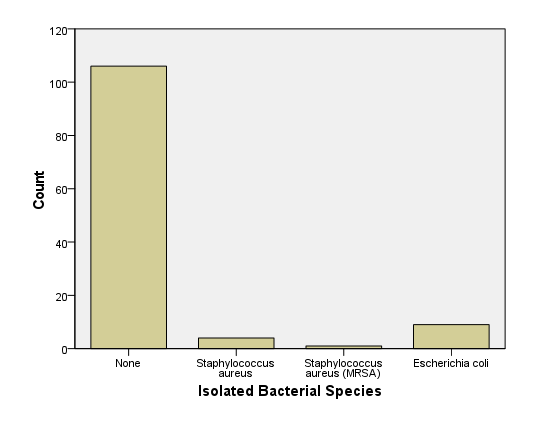 120
100
80
60
40
20
0
Count
None
Staphylococcus
aureus
Staphylococcus
aureus (MRSA)
Escherichia coli
Isolated Bacterial Species